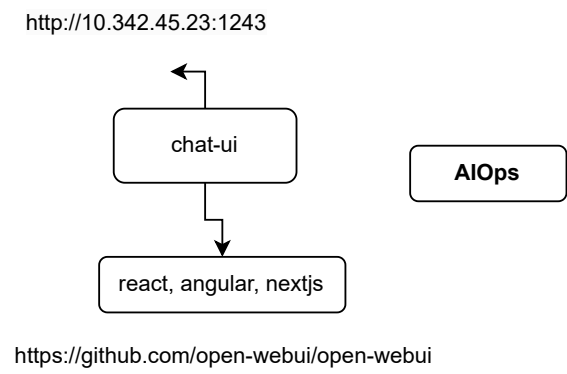 http://10.342.45.23:1243
chat-ui
AIOps
react, angular, nextjs
https://github.com/open-webui/open-webui